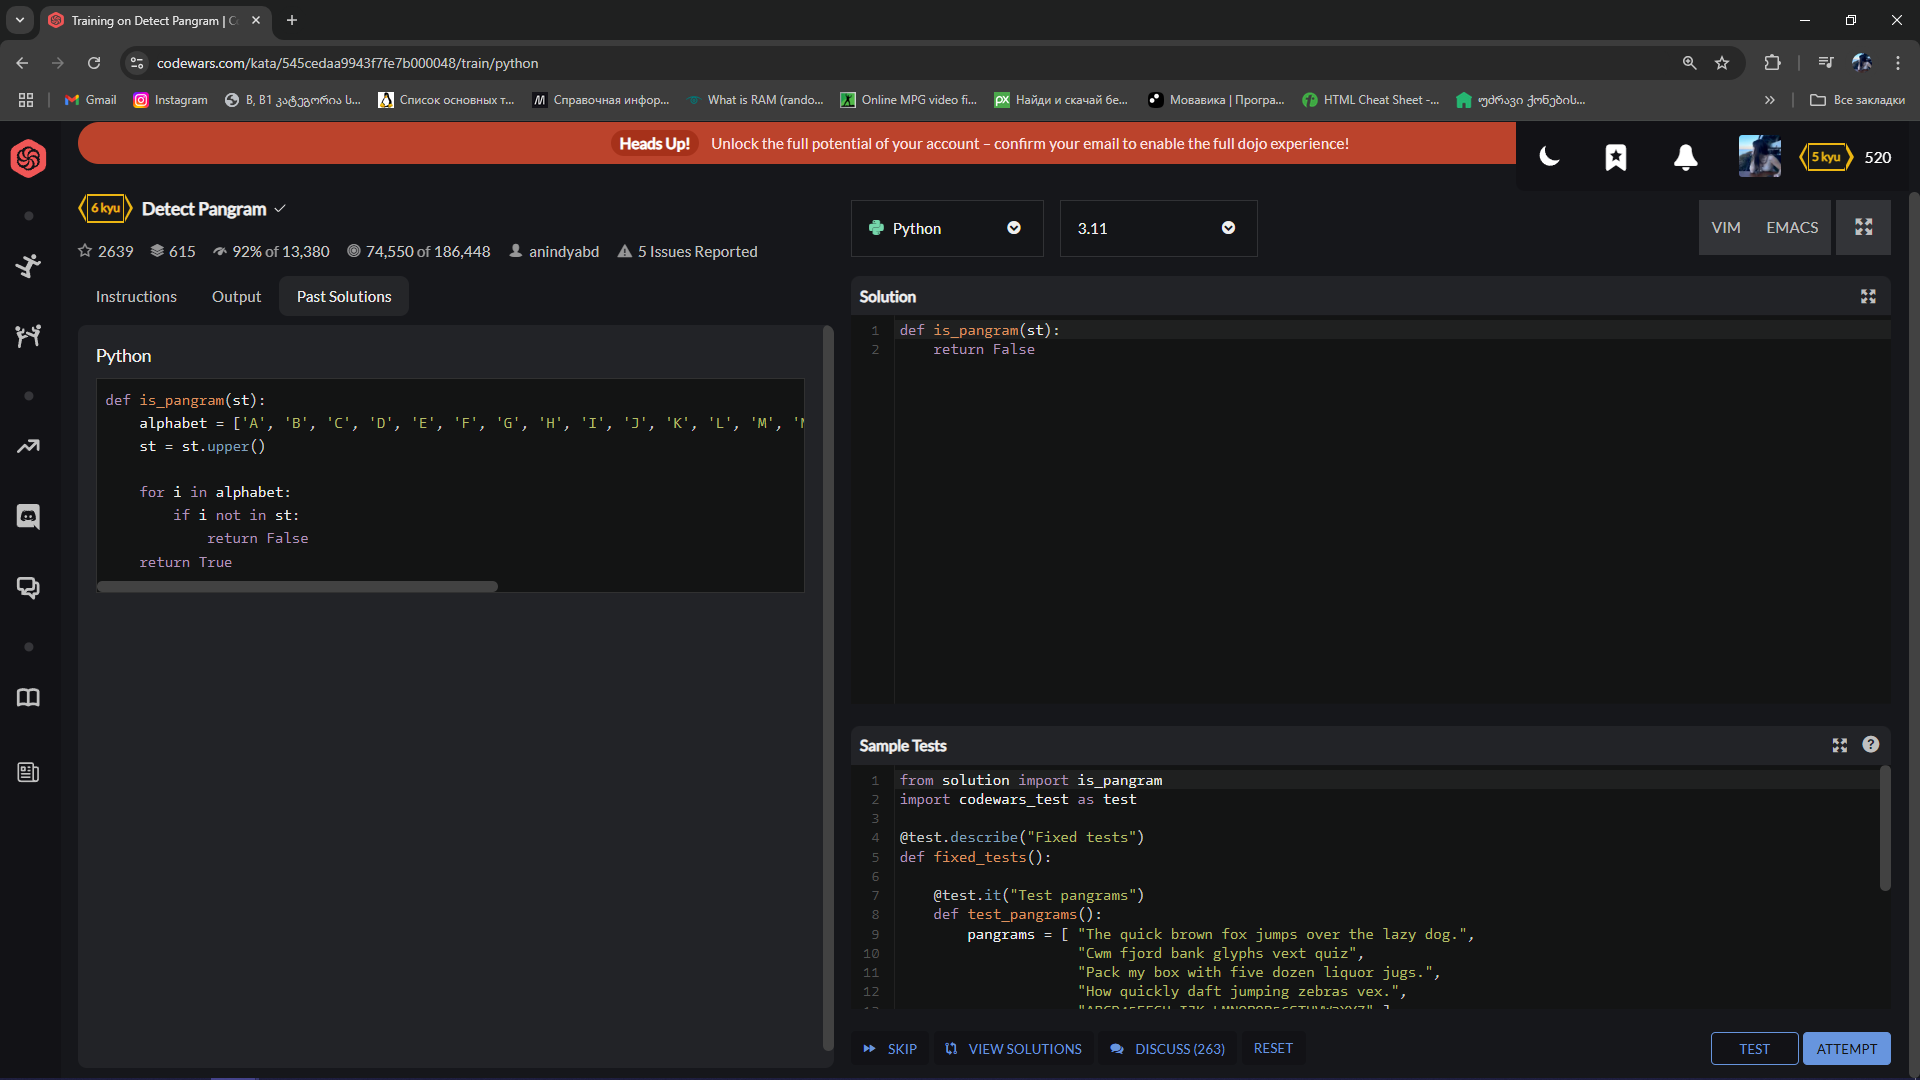 Training on Detect Pangram | C
codewars.com/kata/545cedaa9943f7fe7b000048/train/python
Gmail
Instagram
B, B1 კატეგორია ს...
Список основных т...
Справочная инфор...
What is RAM (rando...
Online MPG video fi...
Найди и скачай бе...
Мовавика | Програ...
HTML Cheat Sheet -...
უძრავი ქონების...
Все закладки
Heads Up! Unlock the full potential of your account – confirm your email to enable the full dojo experience!
5 kyu 520
6 kyu Detect Pangram
2639 615 92% of 13,380 74,550 of 186,448 anindyabd 5 Issues Reported
Instructions Output Past Solutions
Python
def is_pangram(st):
alphabet = ['A', 'B', 'C', 'D', 'E', 'F', 'G', 'H', 'I', 'J', 'K', 'L', 'M', '
st = st.upper()
for i in alphabet:
if i not in st:
return False
return True
Python 3.11 VIM EMACS
Solution
1 def is_pangram(st):
2 return False
Sample Tests
1 from solution import is_pangram
2 import codewars_test as test
3
4 @test.describe("Fixed tests")
5 def fixed_tests():
6
7 @test.it("Test pangrams")
8 def test_pangrams():
9 pangrams = [ "The quick brown fox jumps over the lazy dog.",
10 "Cwm fjord bank glyphs vext quiz",
11 "Pack my box with five dozen liquor jugs.",
12 "How quickly daft jumping zebras vex.",
SKIP VIEW SOLUTIONS DISCUSS (263) RESET TEST ATTEMPT